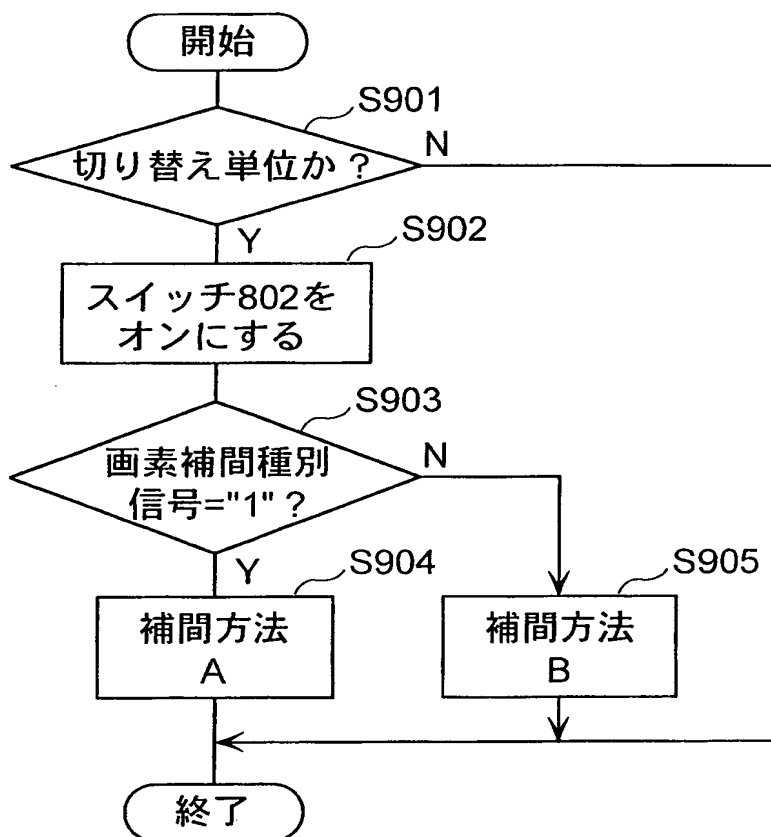 開始
S901
切り替え単位か？
N
Y
S902
スイッチ802を
オンにする
S903
画素補間種別
信号="1"？
N
Y
S904
補間方法
A
S905
補間方法
B
終了